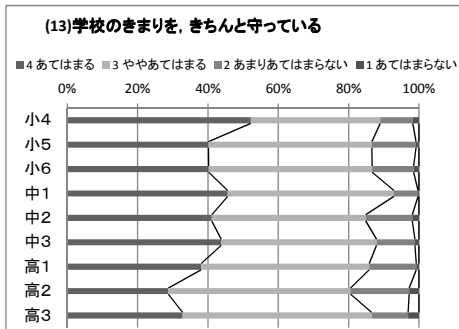 (13)学校のきまりを, きちんと守っている
■4 あてはまる ■3 ややあてはまる ■2 あまりあてはまらない ■1 あてはまらない
0% 20% 40% 60% 80% 100%
小4
小5
小6
中1
中2
中3
高1
高2
高3